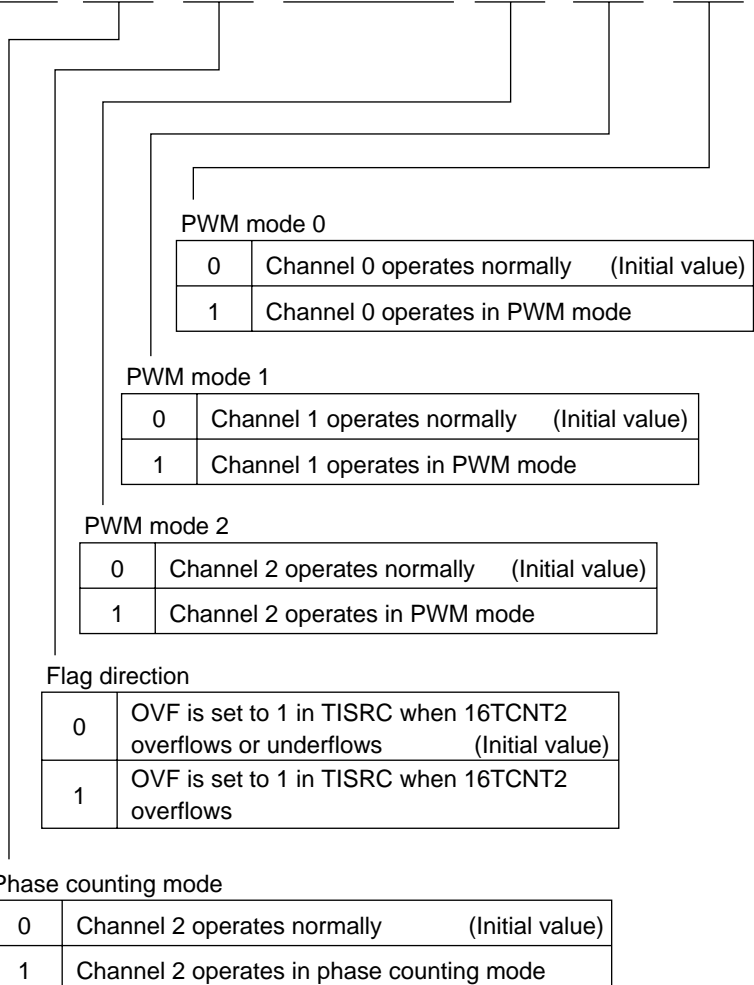 PWM mode 0
0 Channel 0 operates normally (Initial value)
1 Channel 0 operates in PWM mode
PWM mode 1
0 Channel 1 operates normally (Initial value)
1 Channel 1 operates in PWM mode
PWM mode 2
0 Channel 2 operates normally (Initial value)
1 Channel 2 operates in PWM mode
Flag direction
0 OVF is set to 1 in TISRC when 16TCNT2
overflows or underflows (Initial value)
1 OVF is set to 1 in TISRC when 16TCNT2
overflows
Phase counting mode
0 Channel 2 operates normally (Initial value)
1 Channel 2 operates in phase counting mode